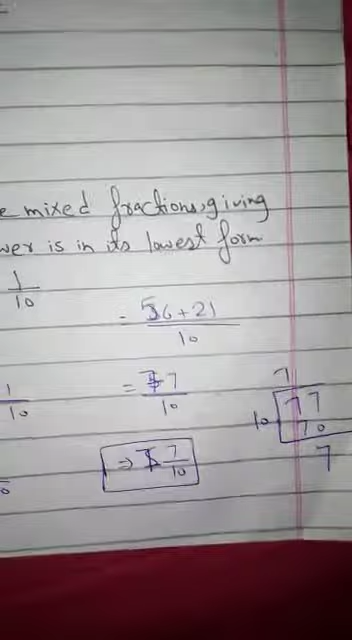 e mixed fractions, giving
wer is in its lowest form
1/10
= 56+21/10
1/10 = 77/10
7
10 77
70
7
⇒ 7 7/10
0